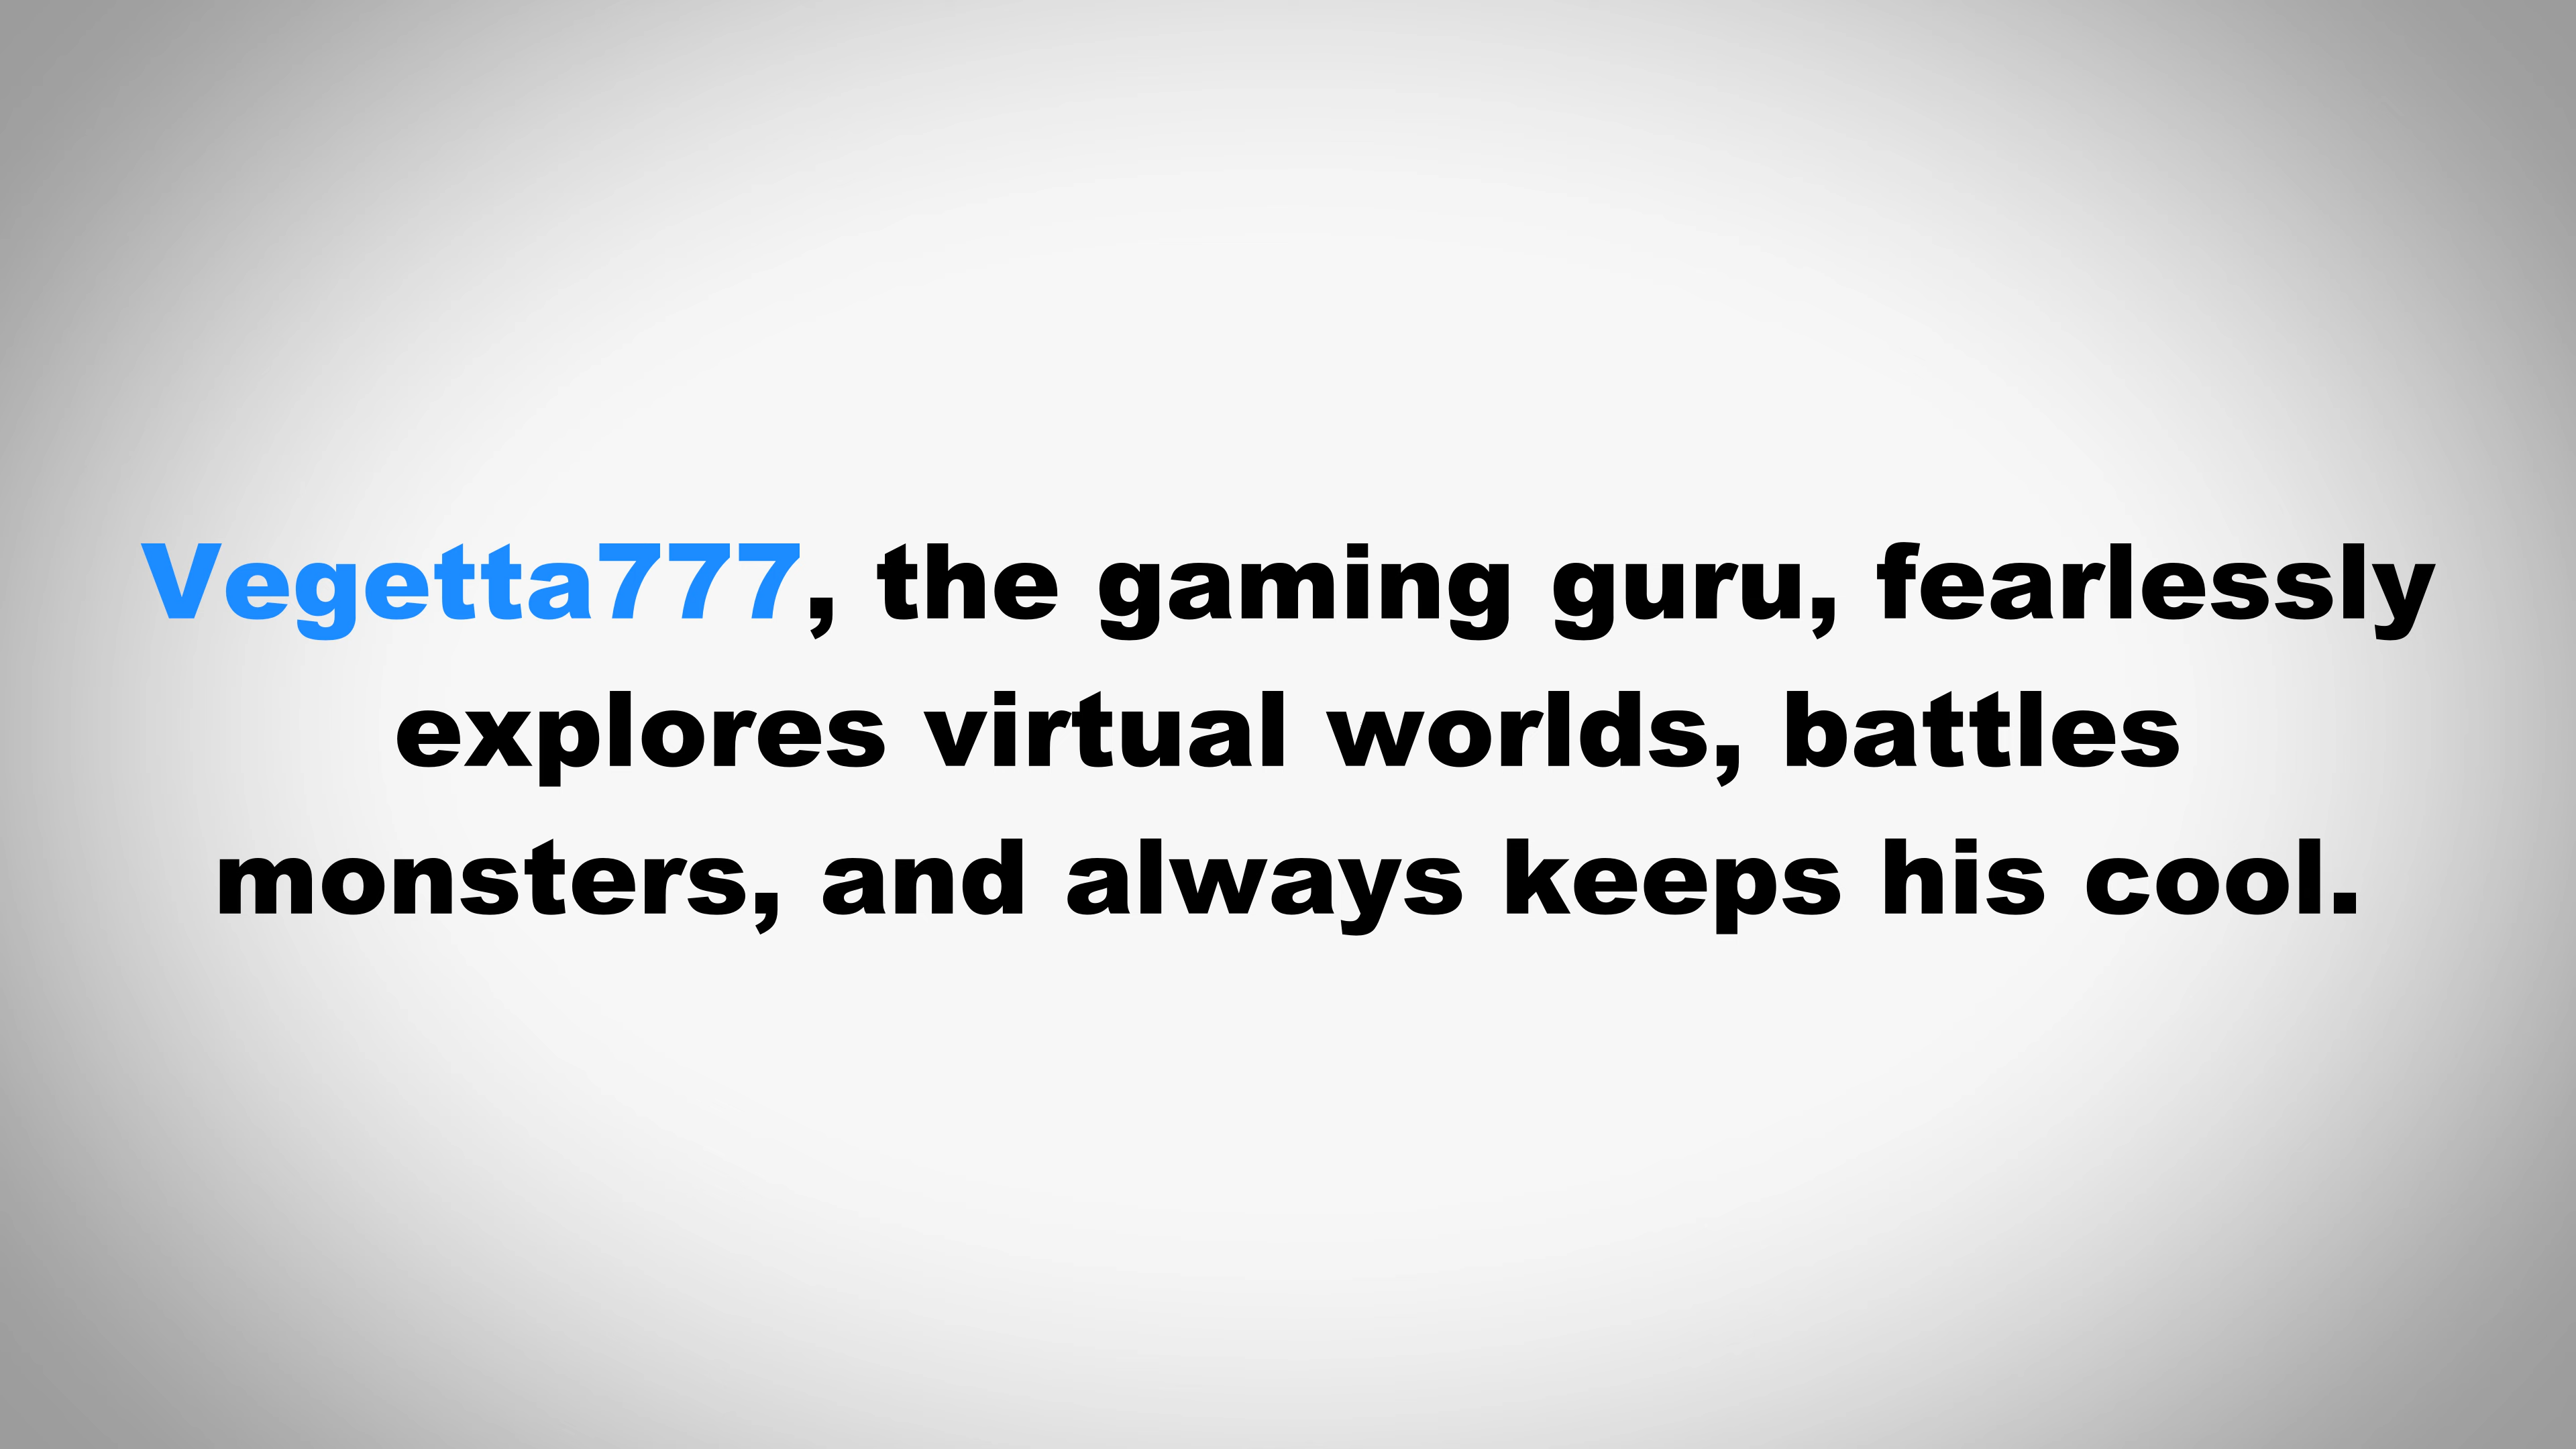 Vegetta777, the gaming guru, fearlessly
explores virtual worlds, battles
monsters, and always keeps his cool.